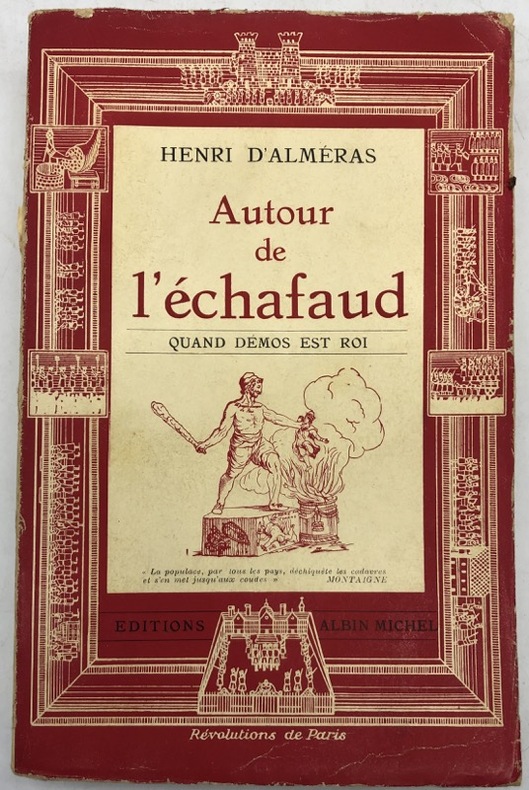 HENRI D'ALMÉRAS
Autour
de
l'échafaud
QUAND DÉMOS EST ROI
« La populace, par tous les pays, déchiquète les cadavres
et s'en met jusqu'aux coudes » MONTAIGNE
EDITIONS ALBIN MICHEL
Révolutions de Paris